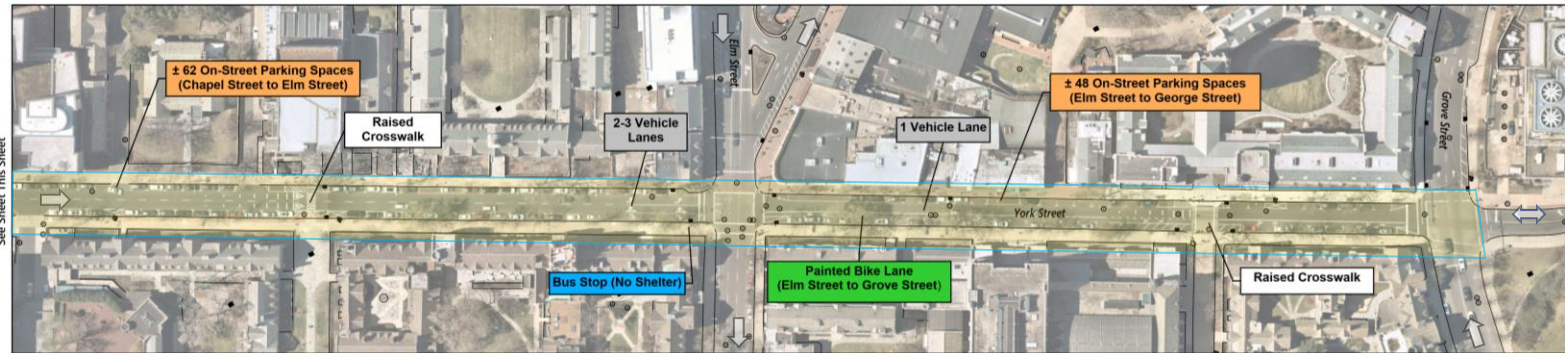 See Sheet This Sheet
± 62 On-Street Parking Spaces
(Chapel Street to Elm Street)
Raised
Crosswalk
2-3 Vehicle
Lanes
Elm Street
1 Vehicle Lane
± 48 On-Street Parking Spaces
(Elm Street to George Street)
Grove Street
York Street
Bus Stop (No Shelter)
Painted Bike Lane
(Elm Street to Grove Street)
Raised Crosswalk